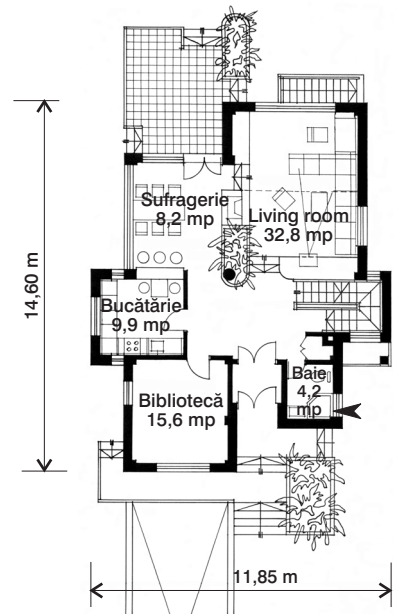 Sufragerie
8,2 mp
Living room
32,8 mp
14,60 m
Bucătărie
9,9 mp
Baie
4,2
mp
Bibliotecă
15,6 mp
11,85 m